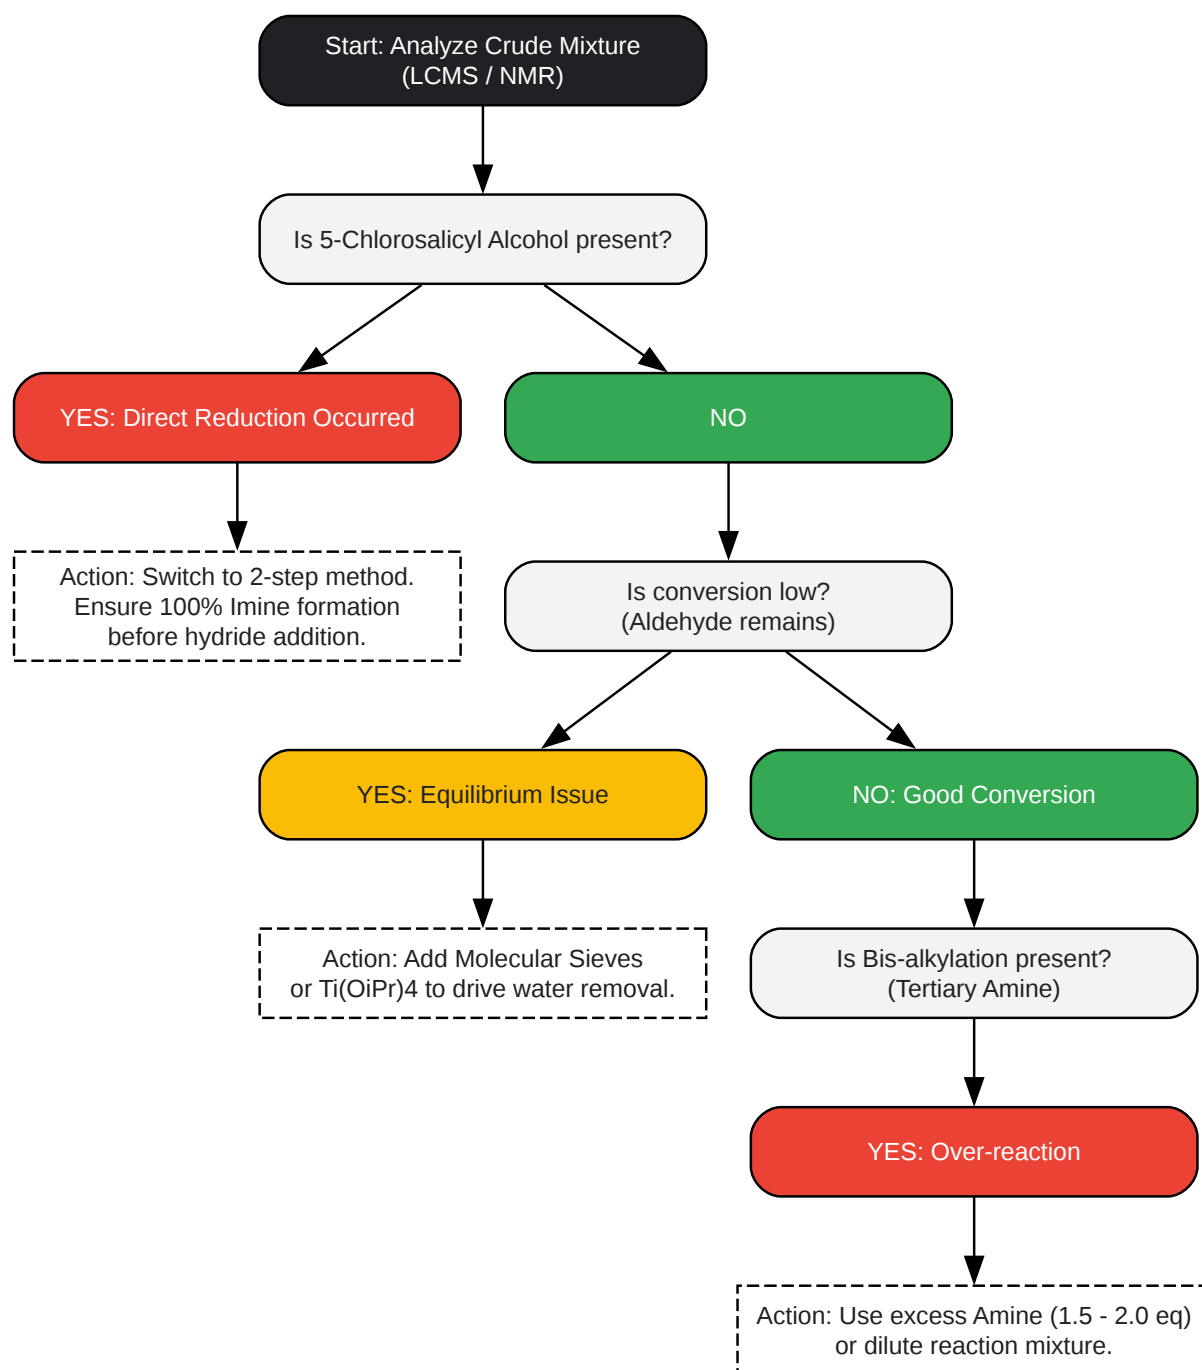 Start: Analyze Crude Mixture
(LCMS / NMR)
Is 5-Chlorosalicyl Alcohol present?
YES: Direct Reduction Occurred
NO
Action: Switch to 2-step method.
Ensure 100% Imine formation
before hydride addition.
Is conversion low?
(Aldehyde remains)
YES: Equilibrium Issue
NO: Good Conversion
Action: Add Molecular Sieves
or Ti(OiPr)4 to drive water removal.
Is Bis-alkylation present?
(Tertiary Amine)
YES: Over-reaction
Action: Use excess Amine (1.5 - 2.0 eq)
or dilute reaction mixture.